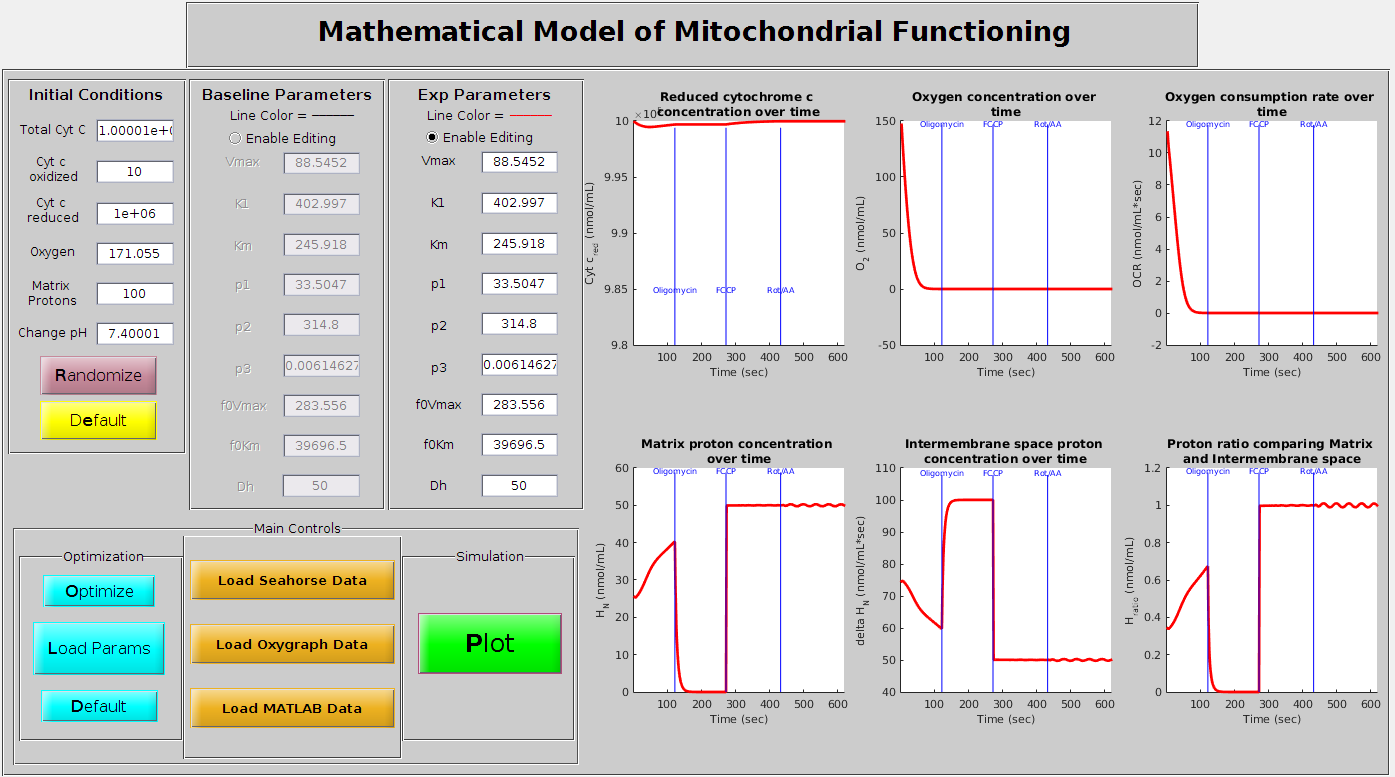 Mathematical Model of Mitochondrial Functioning
Initial Conditions
Total Cyt C
1.00001e+0
Cyt c
oxidized
10
Cyt c
reduced
1e+06
Oxygen
171.055
Matrix
Protons
100
Change pH
7.40001
Randomize
Default
Baseline Parameters
Line Color =
Enable Editing
Vmax
88.5452
K1
402.997
Km
245.918
p1
33.5047
p2
314.8
p3
0.00614627
f0Vmax
283.556
f0Km
39696.5
Dh
50
Exp Parameters
Line Color =
Enable Editing
Vmax
88.5452
K1
402.997
Km
245.918
p1
33.5047
p2
314.8
p3
0.00614627
f0Vmax
283.556
f0Km
39696.5
Dh
50
Main Controls
Optimization
Optimize
Load Params
Default
Load Seahorse Data
Load Oxygraph Data
Load MATLAB Data
Simulation
Plot
Reduced cytochrome c
concentration over time
10
9.95
9.9
9.85
9.8
Cyt c_red (nmol/mL)
Oligomycin FCCP Rot/AA
100 200 300 400 500 600
Time (sec)
Oxygen concentration over
time
Oligomycin FCCP Rot/AA
150
100
50
0
-50
O_2 (nmol/mL)
100 200 300 400 500 600
Time (sec)
Oxygen consumption rate over
time
Oligomycin FCCP Rot/AA
12
10
8
6
4
2
0
-2
OCR (nmol/mL*sec)
100 200 300 400 500 600
Time (sec)
Matrix proton concentration
over time
Oligomycin FCCP Rot/AA
60
50
40
30
20
10
0
H_N (nmol/mL)
100 200 300 400 500 600
Time (sec)
Intermembrane space proton
concentration over time
Oligomycin FCCP Rot/AA
110
100
90
80
70
60
50
40
delta H_N (nmol/mL*sec)
100 200 300 400 500 600
Time (sec)
Proton ratio comparing Matrix
and Intermembrane space
Oligomycin FCCP Rot/AA
1.2
1
0.8
0.6
0.4
0.2
0
H_ratio (nmol/mL)
100 200 300 400 500 600
Time (sec)